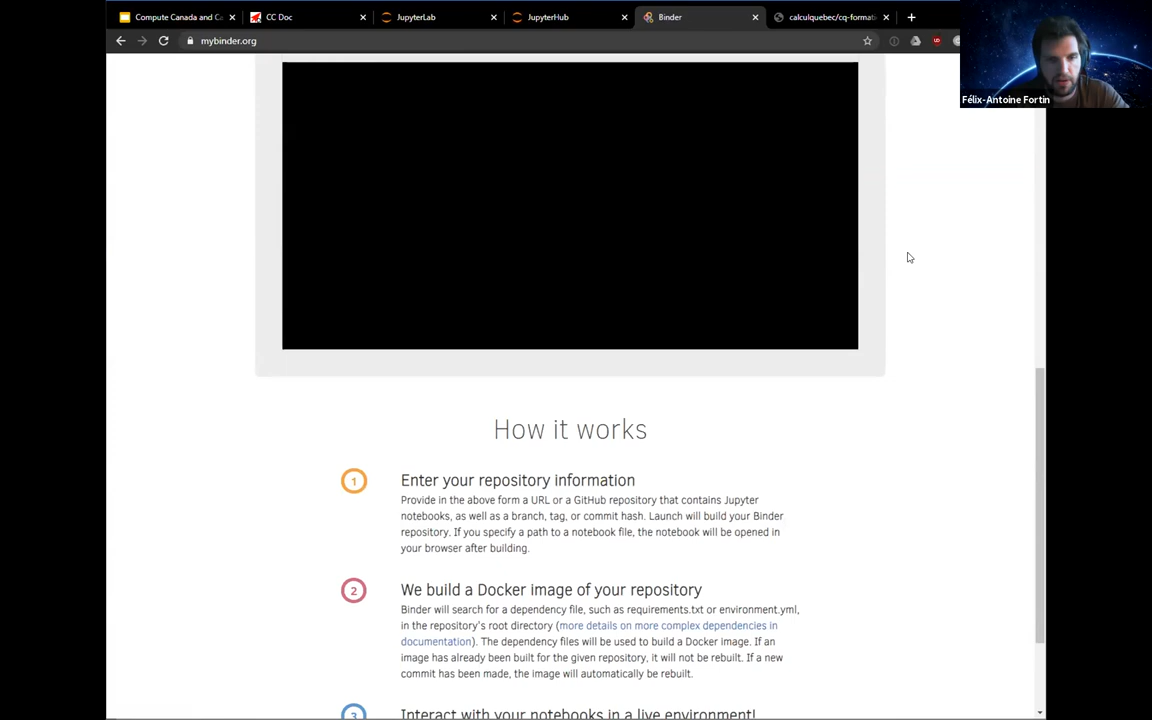 Compute Canada and Ca
CC Doc
JupyterLab
JupyterHub
Binder
calculquebec/cq-formati
mybinder.org
Félix-Antoine Fortin
How it works
1
Enter your repository information
Provide in the above form a URL or a GitHub repository that contains Jupyter
notebooks, as well as a branch, tag, or commit hash. Launch will build your Binder
repository. If you specify a path to a notebook file, the notebook will be opened in
your browser after building.
2
We build a Docker image of your repository
Binder will search for a dependency file, such as requirements.txt or environment.yml,
in the repository's root directory (more details on more complex dependencies in
documentation). The dependency files will be used to build a Docker image. If an
image has already been built for the given repository, it will not be rebuilt. If a new
commit has been made, the image will automatically be rebuilt.
3
Interact with your notebooks in a live environment!